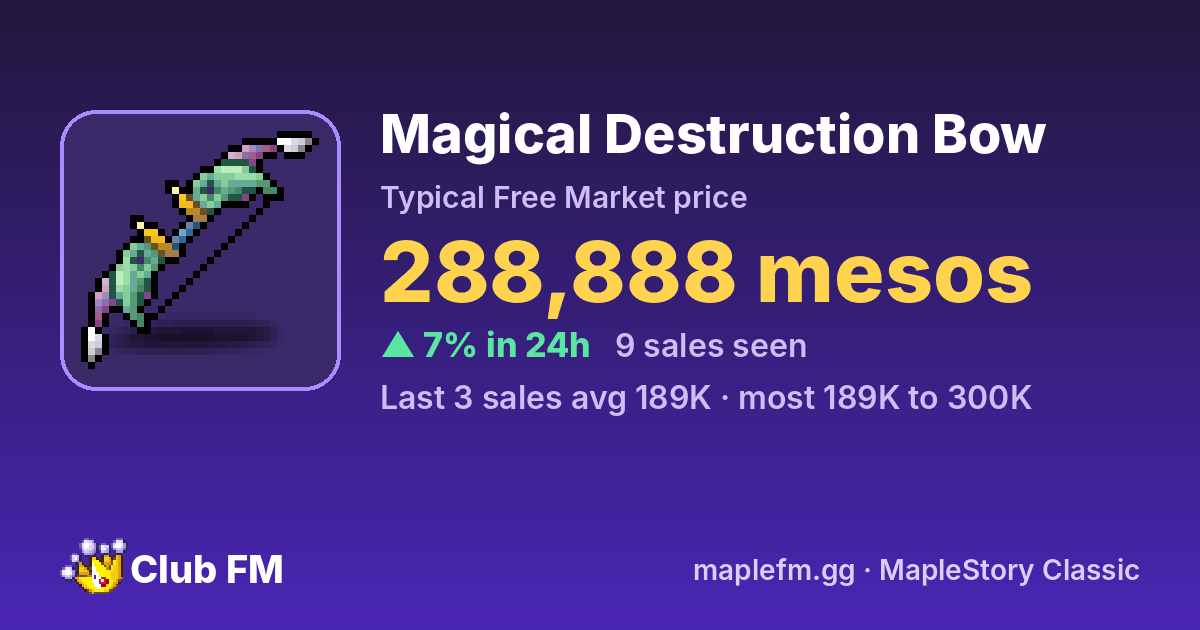 Magical Destruction Bow
Typical Free Market price
288,888 mesos
▲ 7% in 24h 9 sales seen
Last 3 sales avg 189K · most 189K to 300K
Club FM
maplefm.gg · MapleStory Classic